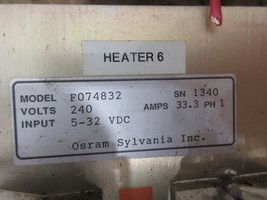 HEATER 6
MODEL F074832 SN 1340
VOLTS 240 AMPS 33.3 PH 1
INPUT 5-32 VDC
Osram Sylvania Inc.